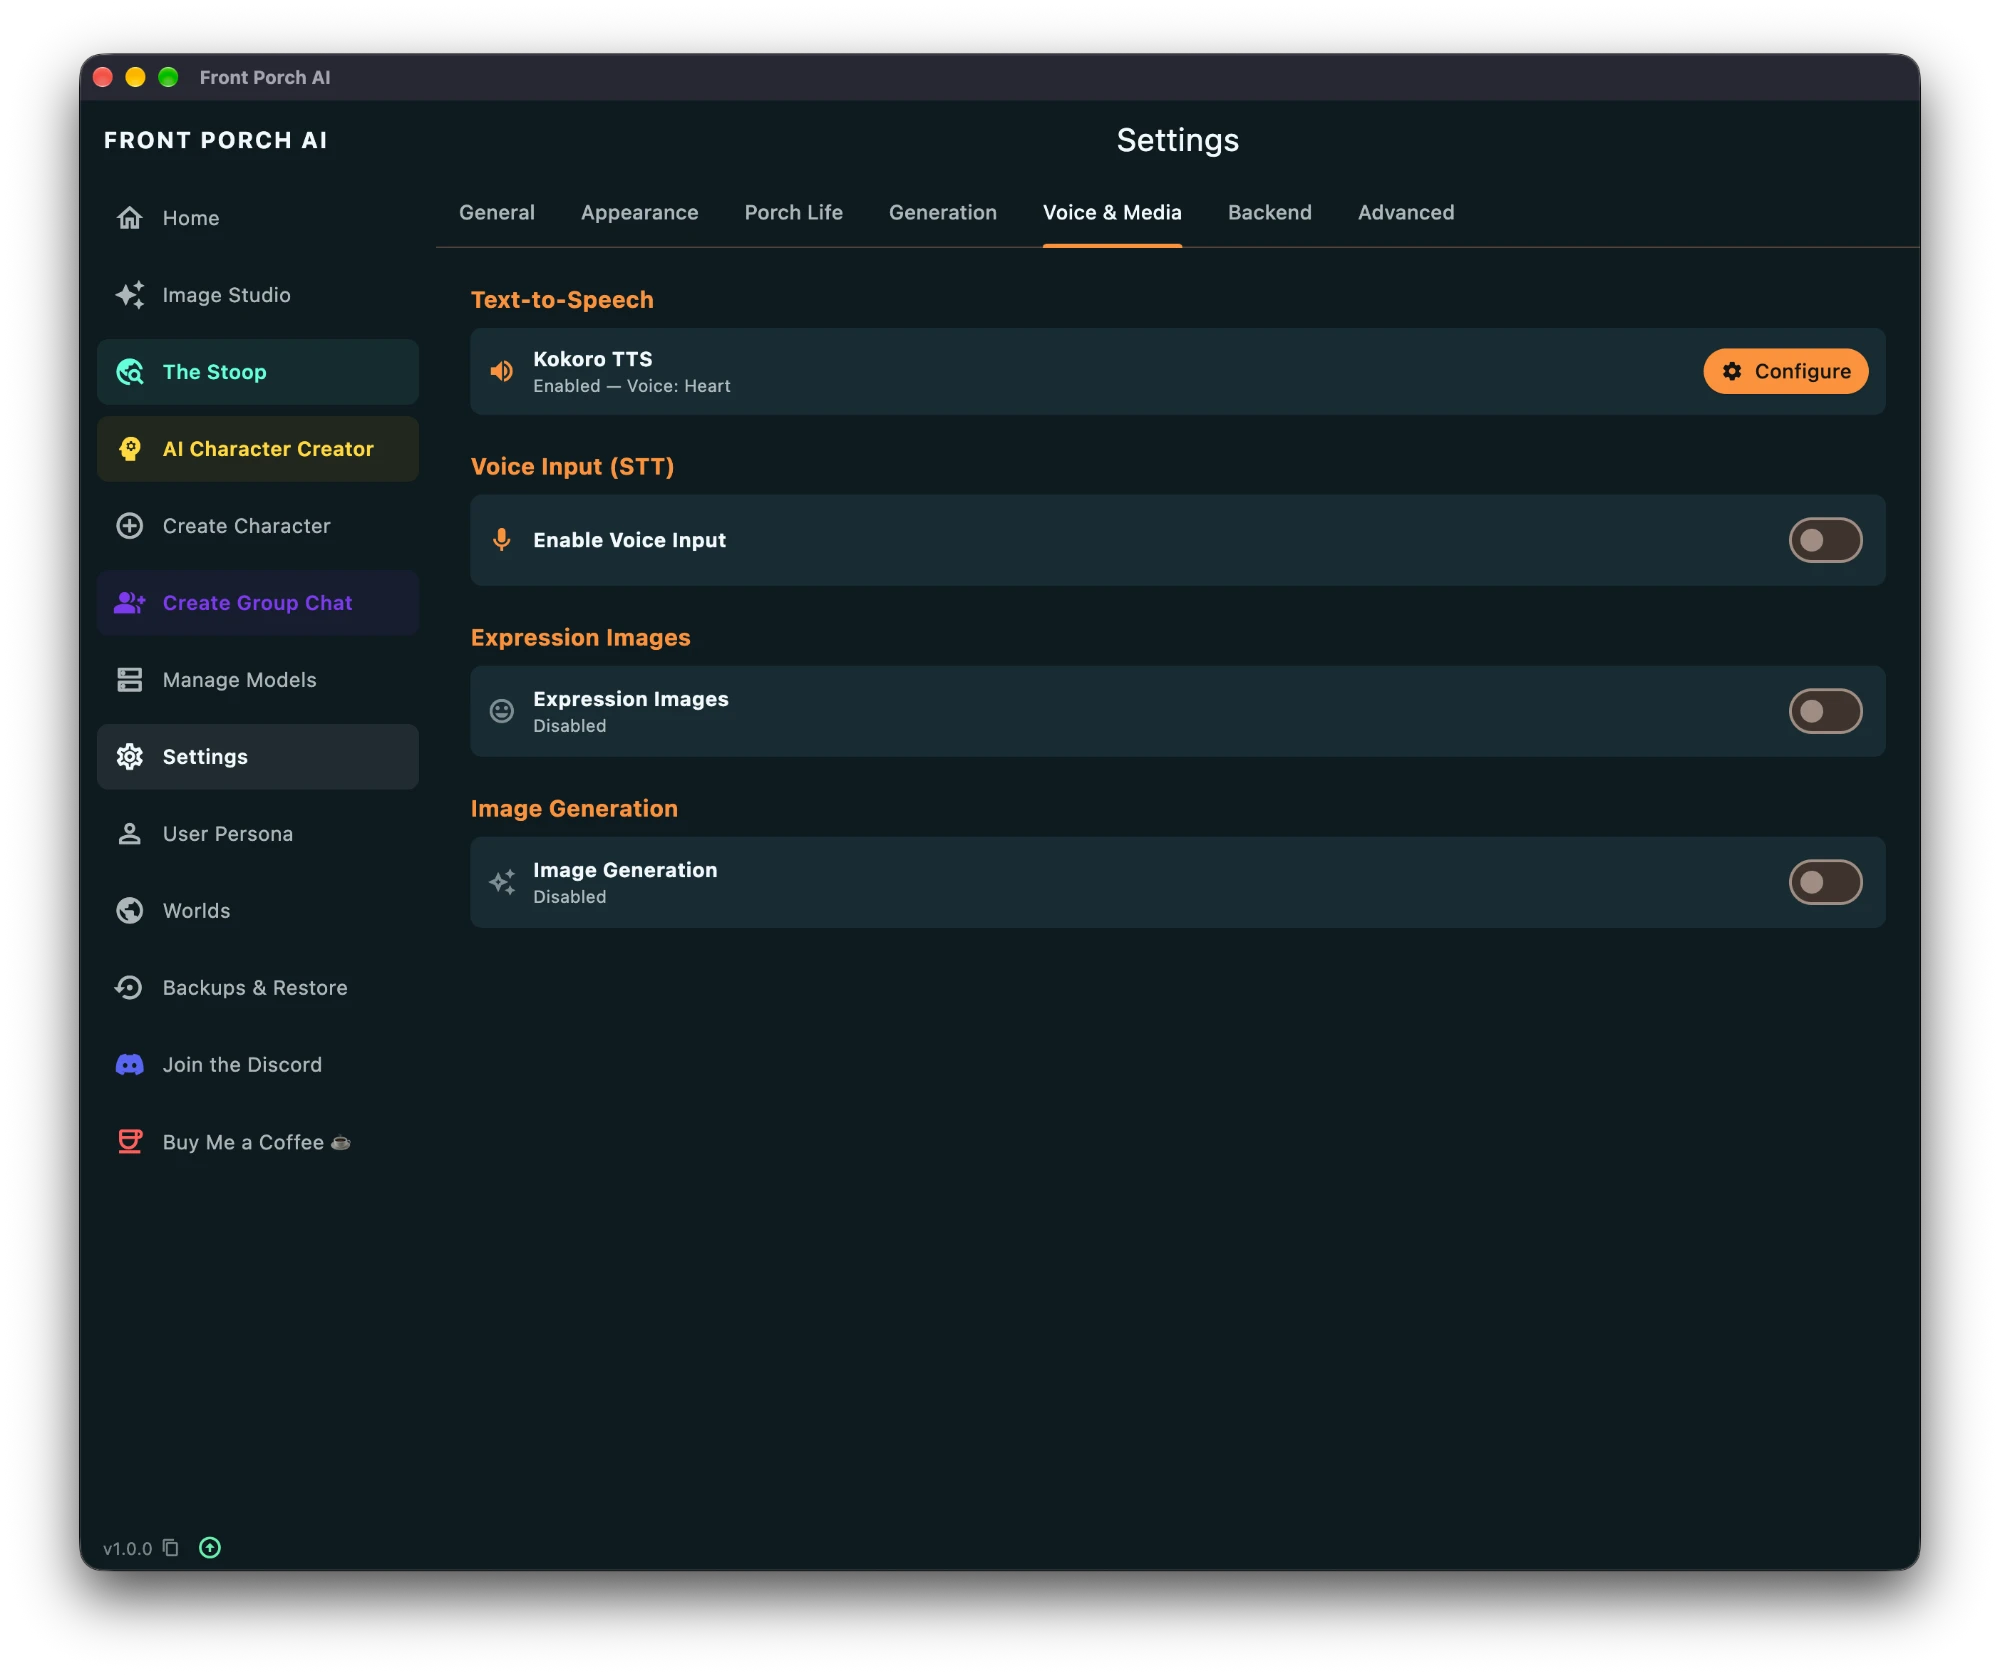 Front Porch AI
FRONT PORCH AI
Settings
Home
Image Studio
The Stoop
AI Character Creator
Create Character
Create Group Chat
Manage Models
Settings
User Persona
Worlds
Backups & Restore
Join the Discord
Buy Me a Coffee ☕
v1.0.0
General
Appearance
Porch Life
Generation
Voice & Media
Backend
Advanced
Text-to-Speech
Kokoro TTS
Enabled — Voice: Heart
Configure
Voice Input (STT)
Enable Voice Input
Expression Images
Expression Images
Disabled
Image Generation
Image Generation
Disabled